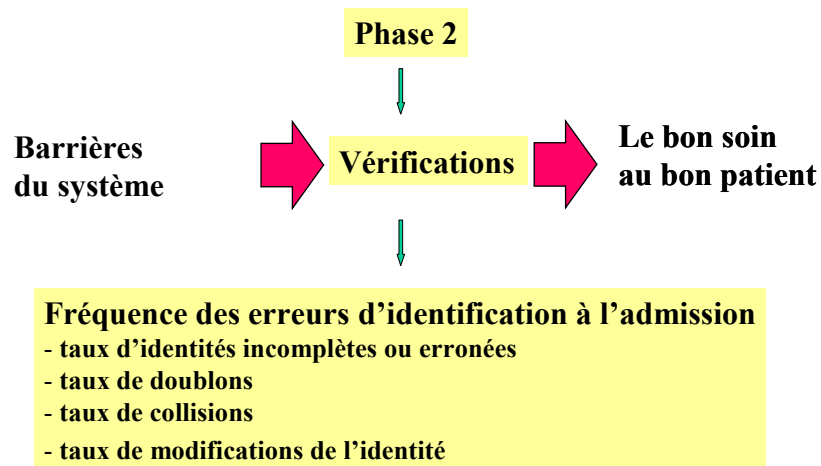 Phase 2
Barrières
du système
Vérifications
Le bon soin
au bon patient
Fréquence des erreurs d’identification à l’admission
- taux d’identités incomplètes ou erronées
- taux de doublons
- taux de collisions
- taux de modifications de l’identité